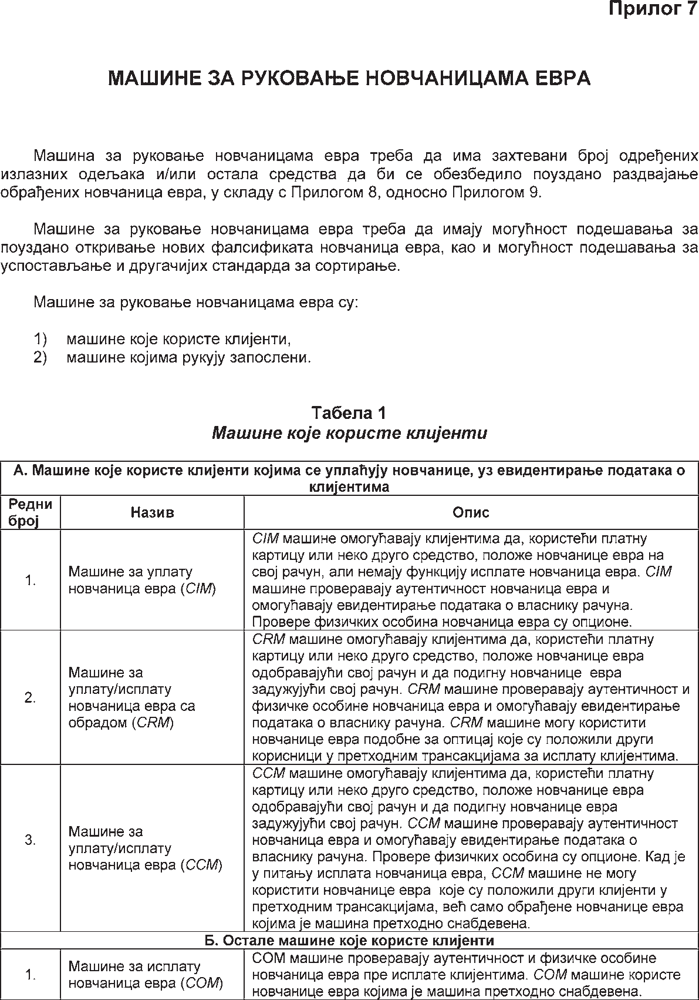 Прилог 7
МАШИНЕ ЗА РУКОВАЊЕ НОВЧАНИЦАМА ЕВРА
Машина за руковање новчаницама евра треба да има захтевани број одређених
излазних одељака и/или остала средства да би се обезбедило поуздано раздвајање
обрађених новчаница евра, у складу с Прилогом 8, односно Прилогом 9.
Машине за руковање новчаницама евра треба да имају могућност подешавања за
поуздано откривање нових фалсификата новчаница евра, као и могућност подешавања за
успостављање и другачијих стандарда за сортирање.
Машине за руковање новчаницама евра су:
1) машине које користе клијенти,
2) машине којима рукују запослени.
Табела 1
Машине које користе клијенти
А. Машине које користе клијенти којима се уплаћују новчанице, уз евидентирање података о
клијентима
Редни
број
Назив
Опис
1.
Машине за уплату
новчаница евра (CIM)
CIM машине омогућавају клијентима да, користећи платну
картицу или неко друго средство, положе новчанице евра на
свој рачун, али немају функцију исплате новчаница евра. CIM
машине проверавају аутентичност новчаница евра и
омогућавају евидентирање података о власнику рачуна.
Провере физичких особина новчаница евра су опционе.
2.
Машине за
уплату/исплату
новчаница евра са
обрадом (CRM)
CRM машине омогућавају клијентима да, користећи платну
картицу или неко друго средство, положе новчанице евра
одобравајући свој рачун и да подигну новчанице евра
задужујући свој рачун. CRM машине проверавају аутентичност и
физичке особине новчаница евра и омогућавају евидентирање
података о власнику рачуна. CRM машине могу користити
новчанице евра подобне за оптицај које су положили други
корисници у претходним трансакцијама за исплату клијентима.
3.
Машине за
уплату/исплату
новчаница евра (CCM)
CCM машине омогућавају клијентима да, користећи платну
картицу или неко друго средство, положе новчанице евра
одобравајући свој рачун и да подигну новчанице евра
задужујући свој рачун. CCM машине проверавају аутентичност
новчаница евра и омогућавају евидентирање података о
власнику рачуна. Провере физичких особина су опционе. Кад је
у питању исплата новчаница евра, CCM машине не могу
користити новчанице евра које су положили други клијенти у
претходним трансакцијама, већ само обрађене новчанице евра
којима је машина претходно снабдевена.
Б. Остале машине које користе клијенти
1.
Машине за исплату
новчаница евра (COM)
COM машине проверавају аутентичност и физичке особине
новчаница евра пре исплате клијентима. COM машине користе
новчанице евра којима је машина претходно снабдевена.